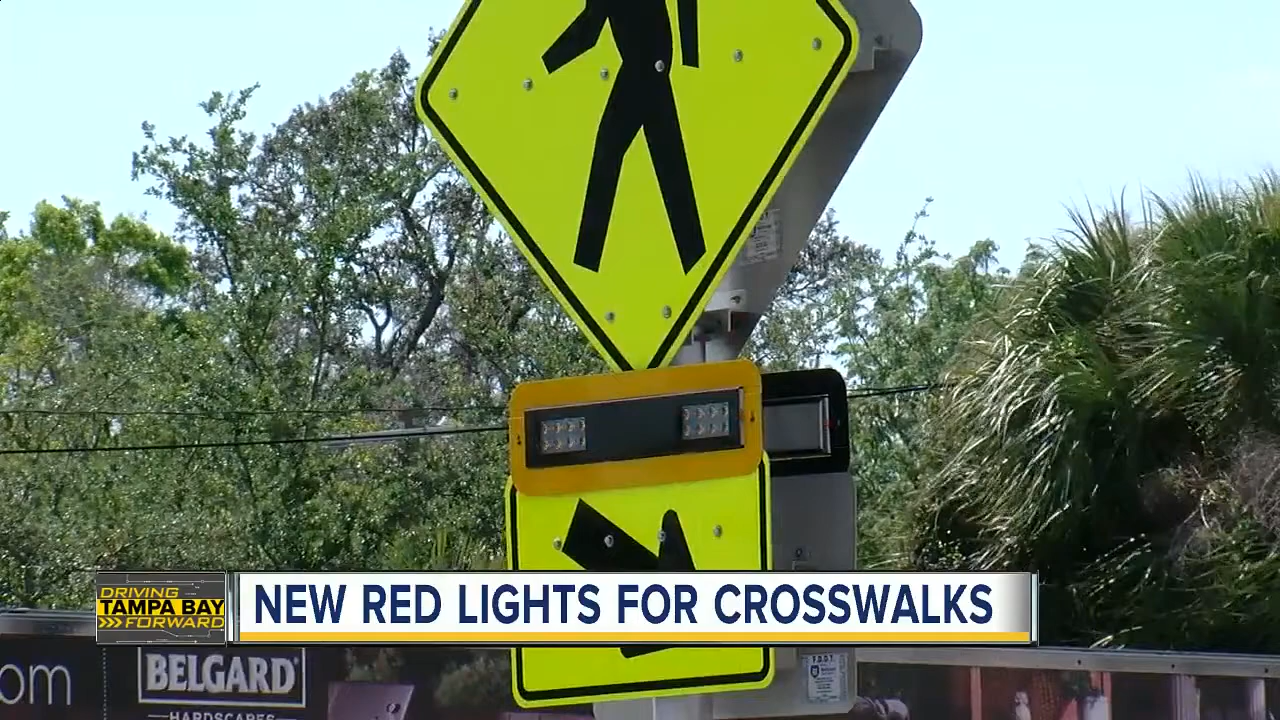 DRIVING
TAMPA BAY
>>> FORWARD
NEW RED LIGHTS FOR CROSSWALKS
om
BELGARD
HARDSCAPES
F.D.O.T.